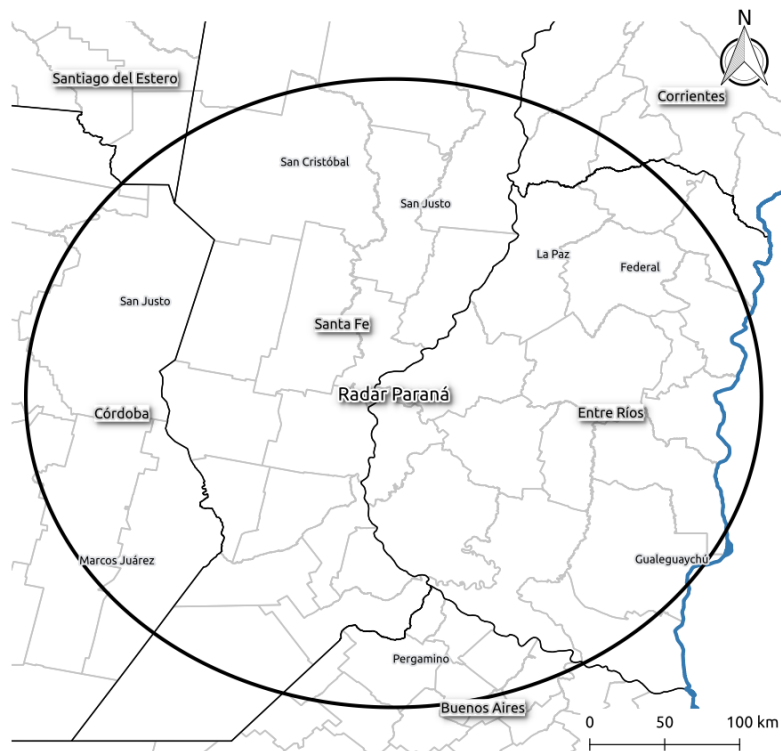 N
Santiago del Estero
Corrientes
San Cristóbal
San Justo
La Paz
Federal
San Justo
Santa Fe
Radar Paraná
Córdoba
Entre Ríos
Marcos Juárez
Gualeguaychú
Pergamino
Buenos Aires
0 50 100 km